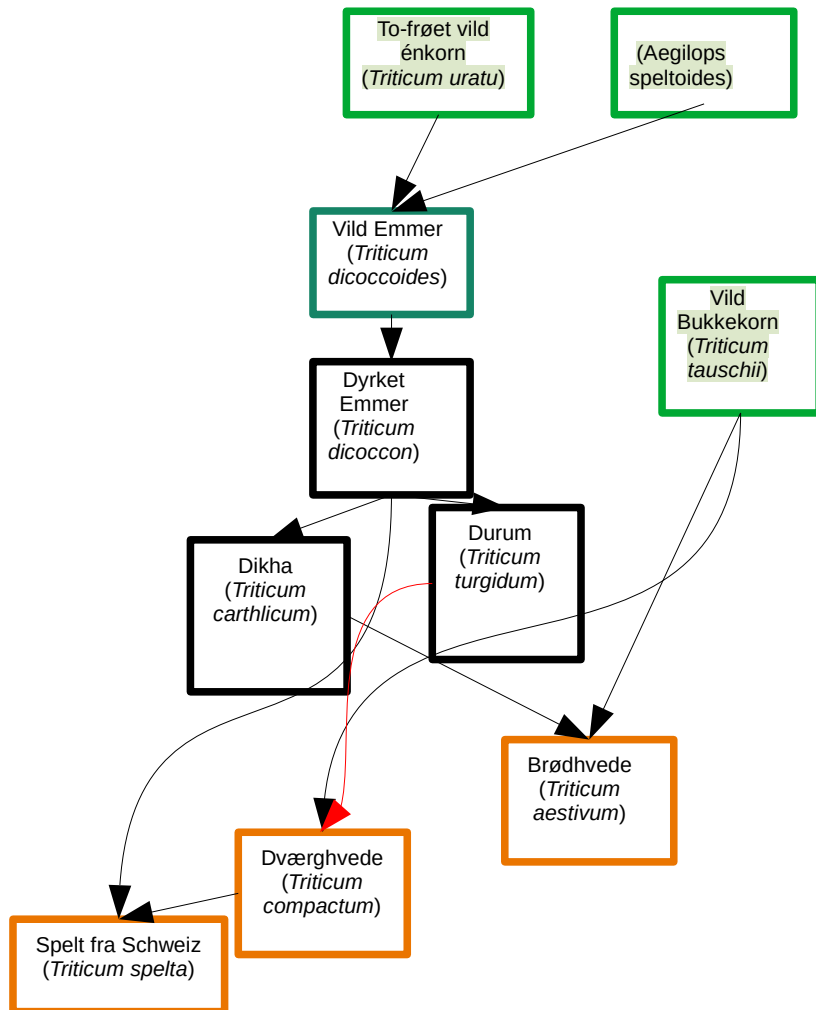 To-frøet vild
énkorn
(Triticum uratu)
(Aegilops
speltoides)
Vild Emmer
(Triticum
dicoccoides)
Vild
Bukkekorn
(Triticum
tauschii)
Dyrket
Emmer
(Triticum
dicoccon)
Dikha
(Triticum
carthlicum)
Durum
(Triticum
turgidum)
Brødhvede
(Triticum
aestivum)
Dværghvede
(Triticum
compactum)
Spelt fra Schweiz
(Triticum spelta)